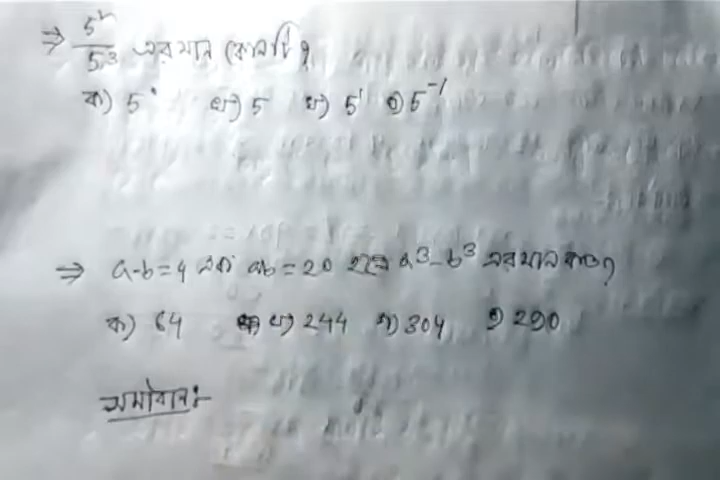 ⇒ 5²/5³ এর মান কোনটি?
ক) 5° খ) 5 গ) 5¹ ঘ) 5⁻¹
⇒ a-b=4 এবং ab=20 হলে a³-b³ এর মান কত?
ক) 64 খ) 244 গ) 304 ঘ) 290
সমাধান:-